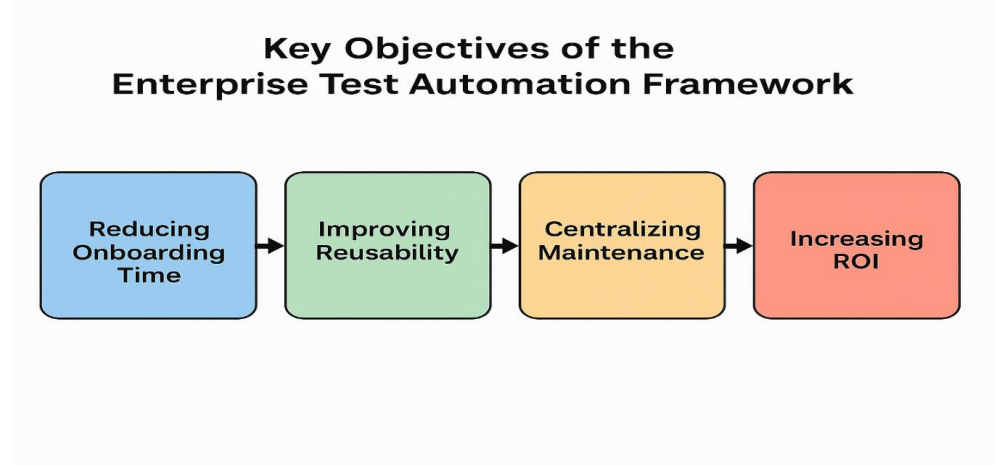 Key Objectives of the
Enterprise Test Automation Framework
Reducing
Onboarding
Time
Improving
Reusability
Centralizing
Maintenance
Increasing
ROI